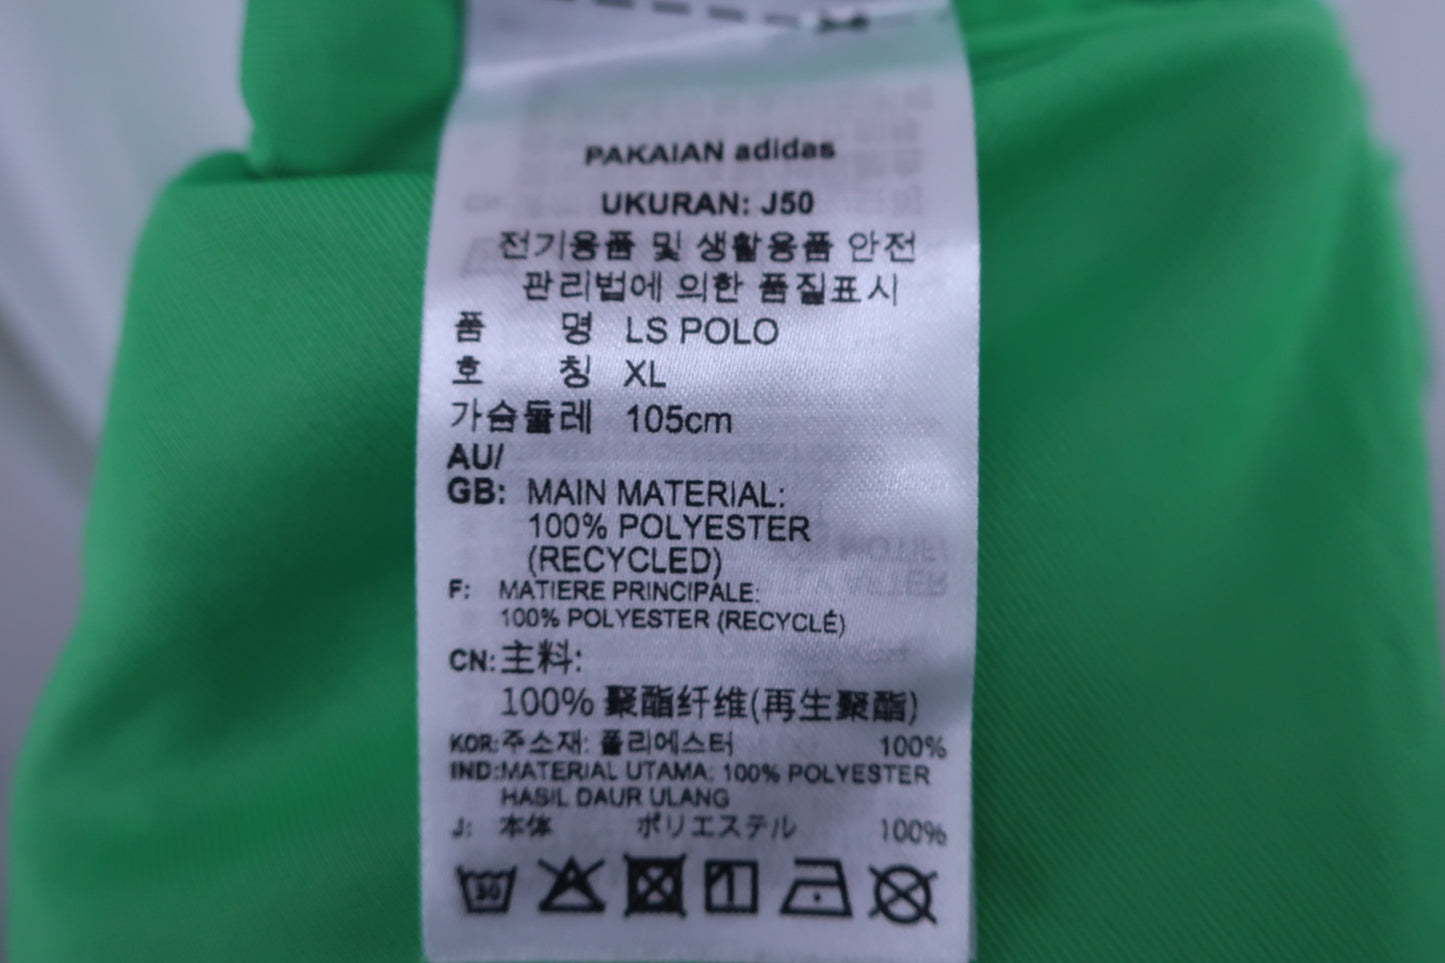 PAKAIAN adidas
UKURAN: J50
전기용품 및 생활용품 안전
관리법에 의한 품질표시
품 명 LS POLO
호 칭 XL
가슴둘레 105cm
AU/
GB: MAIN MATERIAL:
100% POLYESTER
(RECYCLED)
F: MATIERE PRINCIPALE:
100% POLYESTER (RECYCLÉ)
CN: 主料:
100% 聚酯纤维(再生聚酯)
KOR: 주소재: 폴리에스터 100%
IND: MATERIAL UTAMA: 100% POLYESTER
HASIL DAUR ULANG
J: 本体 ポリエステル 100%
30